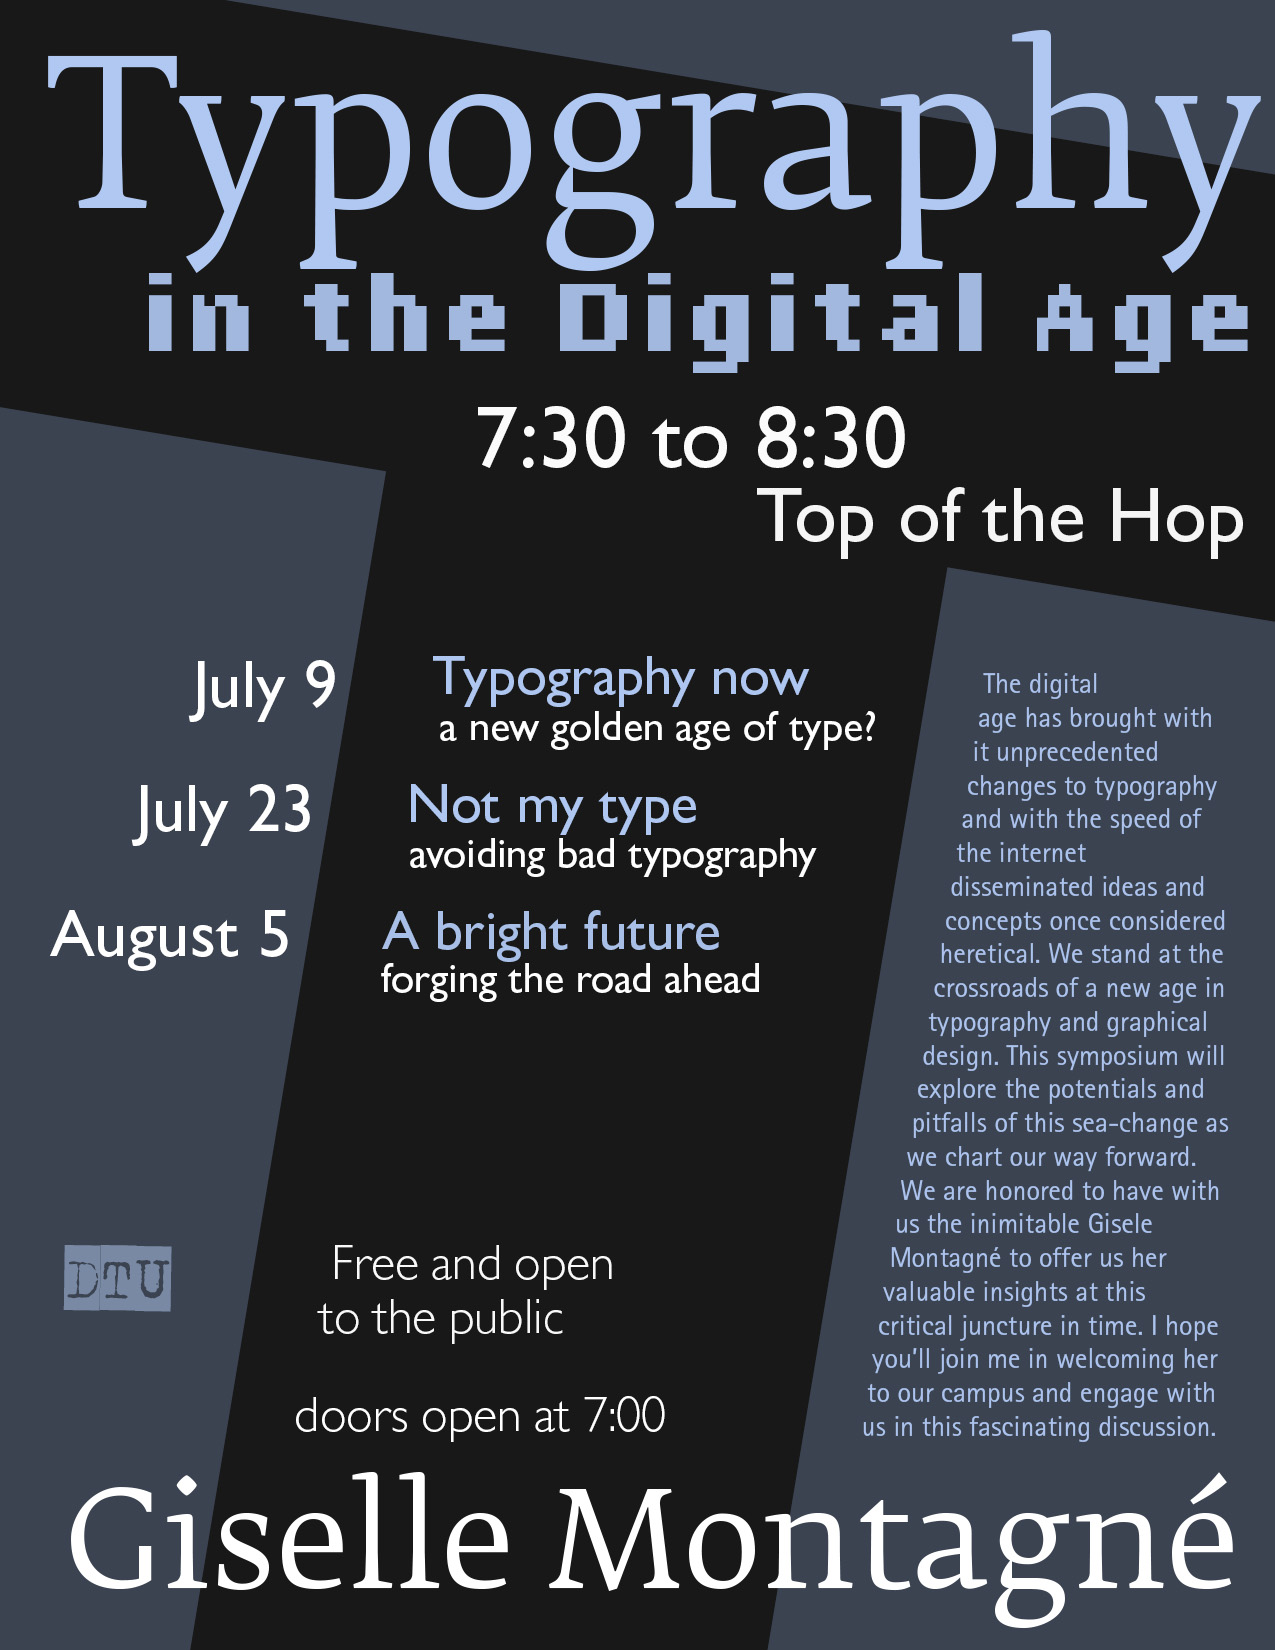 Typography
in the Digital Age
7:30 to 8:30
Top of the Hop
July 9
Typography now
a new golden age of type?
July 23
Not my type
avoiding bad typography
August 5
A bright future
forging the road ahead
The digital
age has brought with
it unprecedented
changes to typography
and with the speed of
the internet
disseminated ideas and
concepts once considered
heretical. We stand at the
crossroads of a new age in
typography and graphical
design. This symposium will
explore the potentials and
pitfalls of this sea-change as
we chart our way forward.
We are honored to have with
us the inimitable Gisele
Montagné to offer us her
valuable insights at this
critical juncture in time. I hope
you'll join me in welcoming her
to our campus and engage with
us in this fascinating discussion.
DTU
Free and open
to the public
doors open at 7:00
Giselle Montagné